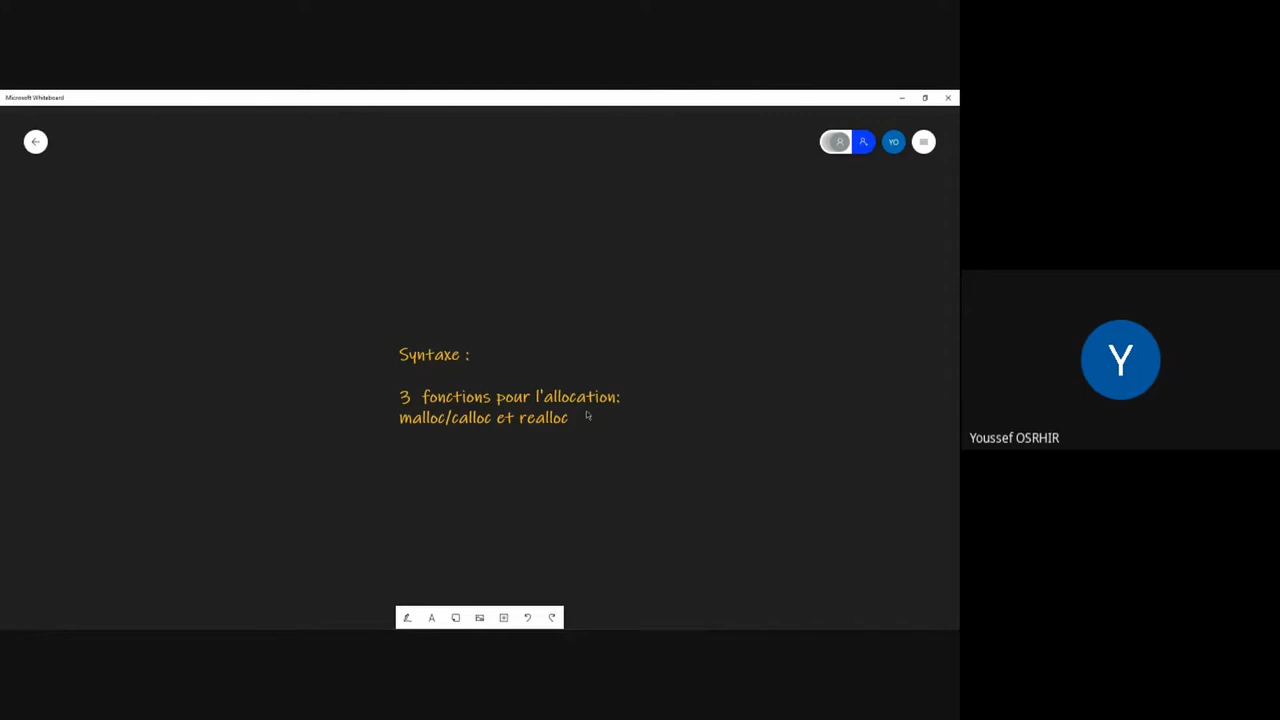 Microsoft Whiteboard
YO
Syntaxe :
3 fonctions pour l'allocation:
malloc/calloc et realloc
A
Y
Youssef OSRHIR